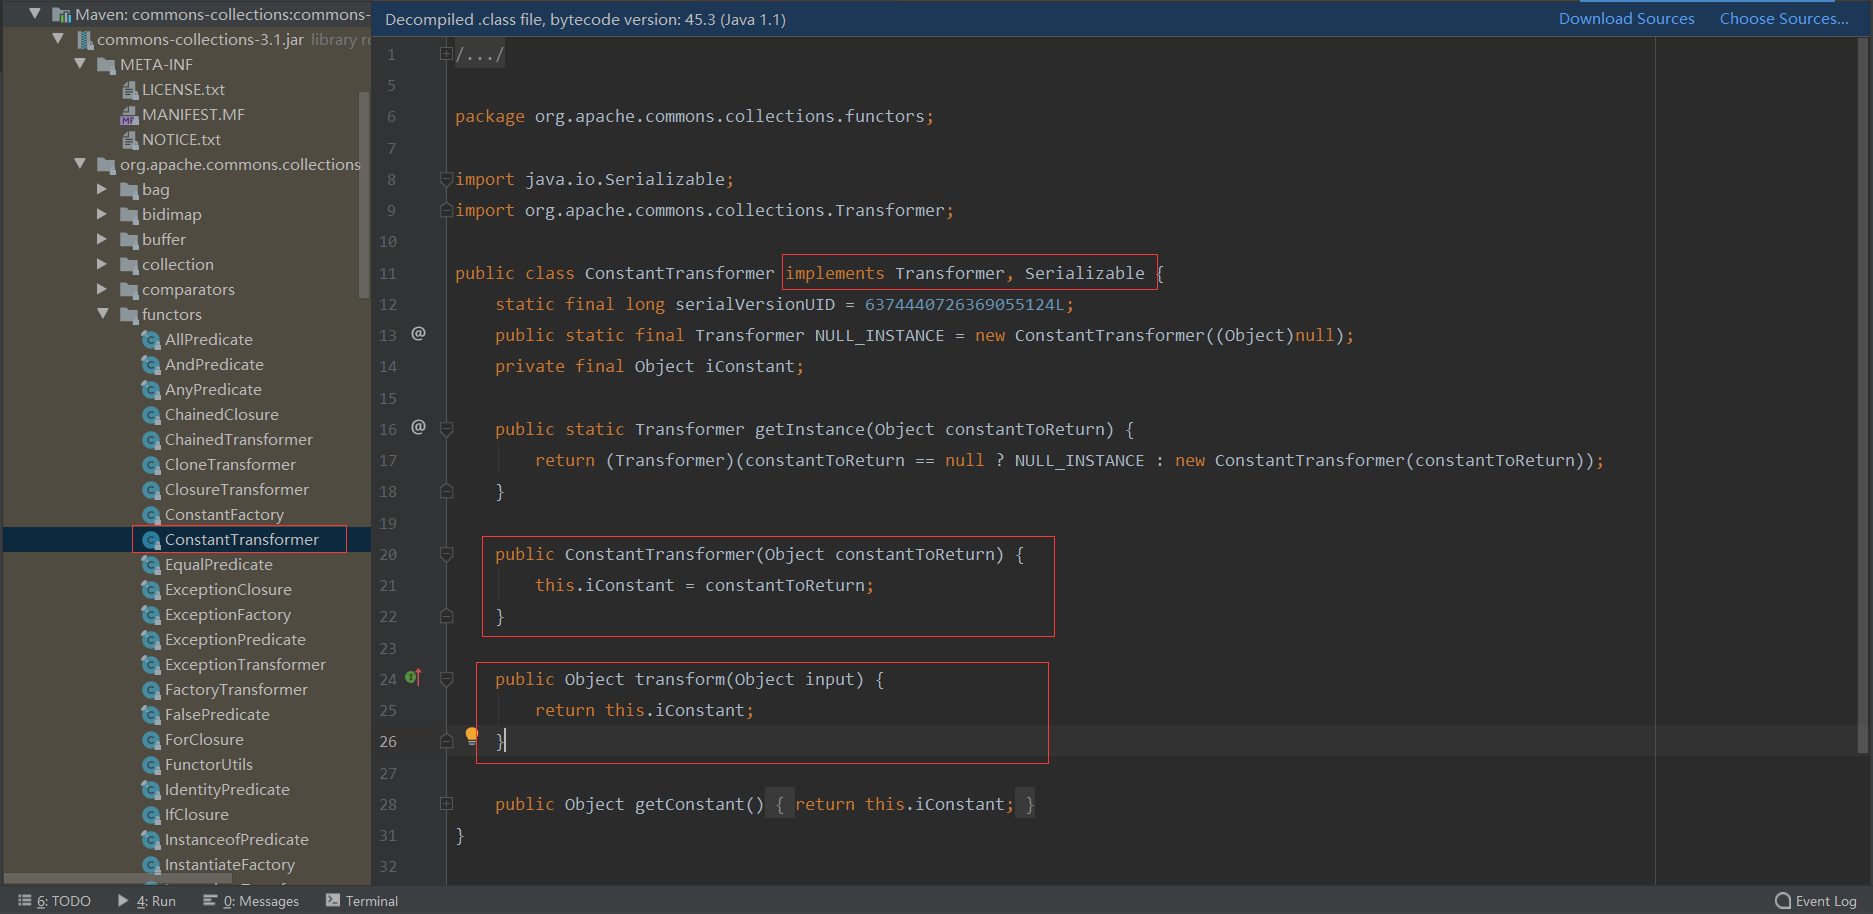 Maven: commons-collections:commons-
commons-collections-3.1.jar library ro
META-INF
LICENSE.txt
MANIFEST.MF
NOTICE.txt
org.apache.commons.collections
bag
bidimap
buffer
collection
comparators
functors
AllPredicate
AndPredicate
AnyPredicate
ChainedClosure
ChainedTransformer
CloneTransformer
ClosureTransformer
ConstantFactory
ConstantTransformer
EqualPredicate
ExceptionClosure
ExceptionFactory
ExceptionPredicate
ExceptionTransformer
FactoryTransformer
FalsePredicate
ForClosure
FunctorUtils
IdentityPredicate
IfClosure
InstanceofPredicate
InstantiateFactory
Decompiled .class file, bytecode version: 45.3 (Java 1.1) Download Sources Choose Sources...
1 /.../
5
6 package org.apache.commons.collections.functors;
7
8 import java.io.Serializable;
9 import org.apache.commons.collections.Transformer;
10
11 public class ConstantTransformer implements Transformer, Serializable {
12 static final long serialVersionUID = 6374440726369055124L;
13 @ public static final Transformer NULL_INSTANCE = new ConstantTransformer((Object)null);
14 private final Object iConstant;
15
16 @ public static Transformer getInstance(Object constantToReturn) {
17 return (Transformer)(constantToReturn == null ? NULL_INSTANCE : new ConstantTransformer(constantToReturn));
18 }
19
20 public ConstantTransformer(Object constantToReturn) {
21 this.iConstant = constantToReturn;
22 }
23
24 public Object transform(Object input) {
25 return this.iConstant;
26 }
27
28 public Object getConstant() { return this.iConstant; }
31 }
32
6: TODO 4: Run 0: Messages Terminal Event Log